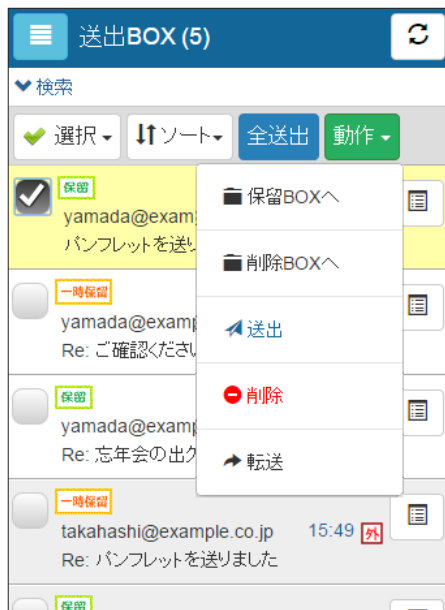 送出BOX (5)
検索
選択 ソート 全送出 動作
保留
yamada@exam
パンフレットを送り
保留BOXへ
削除BOXへ
送出
削除
転送
一時保留
yamada@examp
Re: ご確認くださ
保留
yamada@examp
Re: 忘年会の出
一時保留
takahashi@example.co.jp 15:49 外
Re: パンフレットを送りました
保留